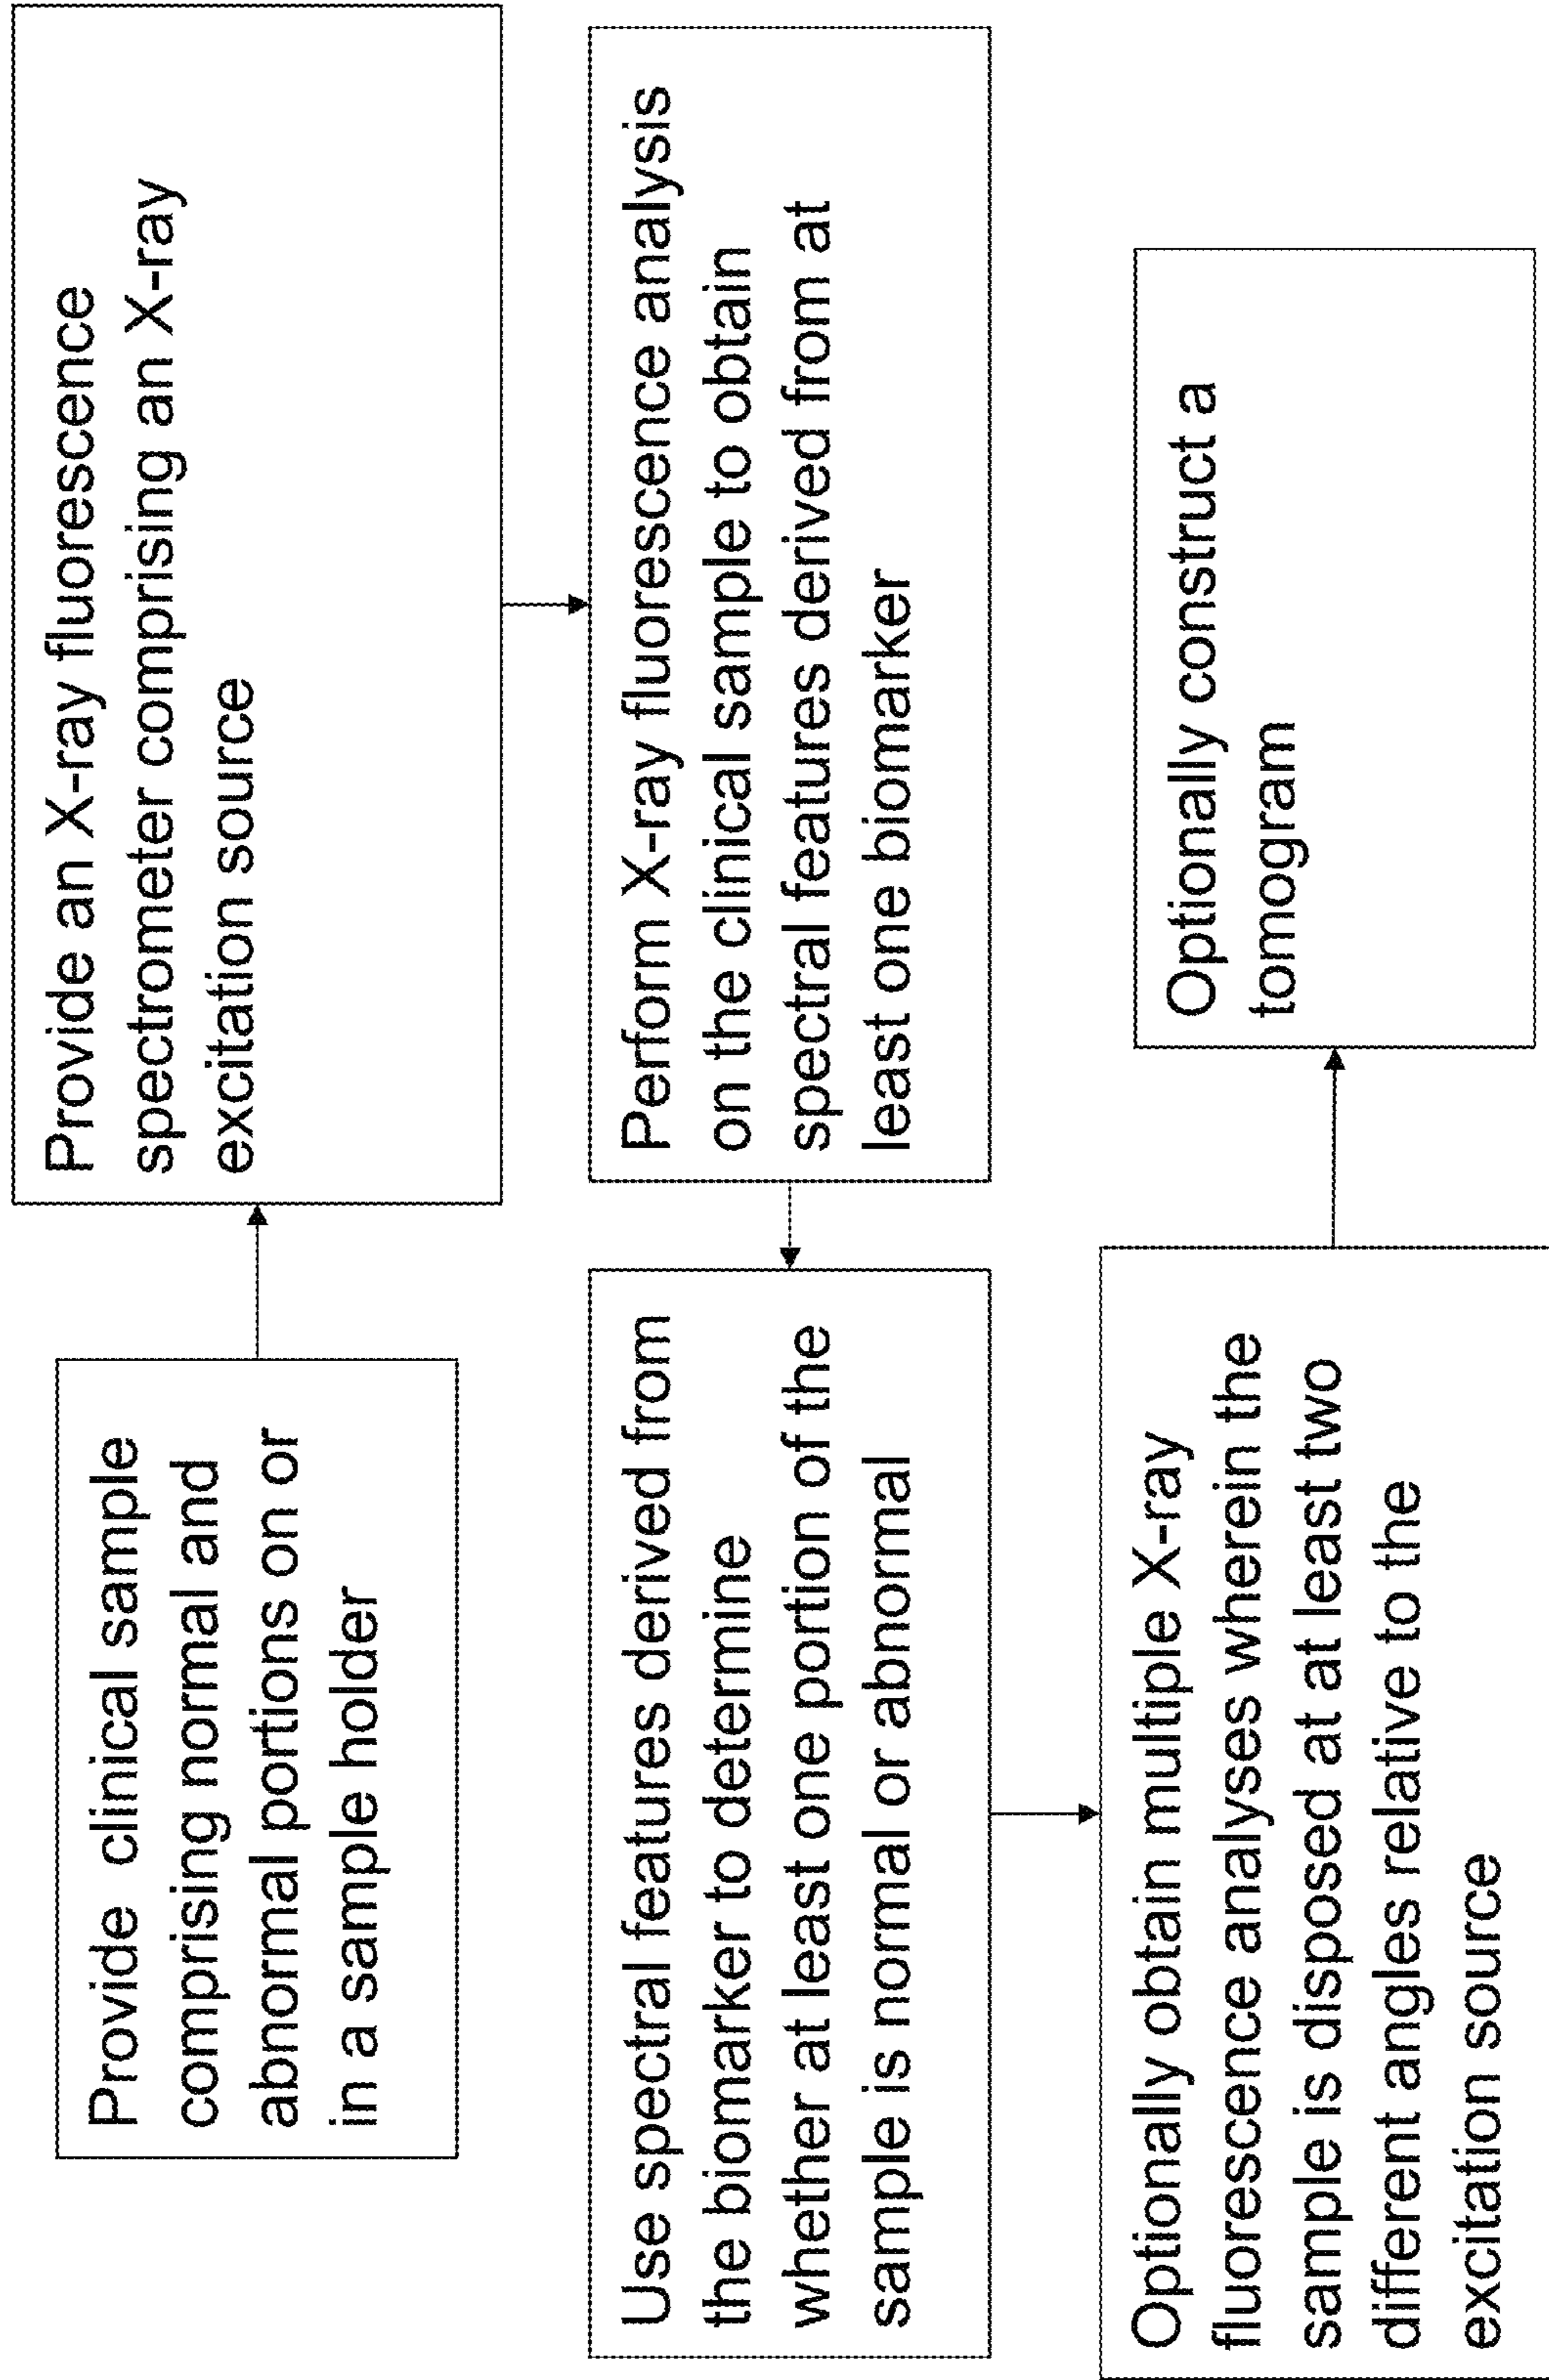 Provide clinical sample
comprising normal and
abnormal portions on or
in a sample holder
Provide an X-ray fluorescence
spectrometer comprising an X-ray
excitation source
Perform X-ray fluorescence analysis
on the clinical sample to obtain
spectral features derived from at
least one biomarker
Use spectral features derived from
the biomarker to determine
whether at least one portion of the
sample is normal or abnormal
Optionally obtain multiple X-ray
fluorescence analyses wherein the
sample is disposed at at least two
different angles relative to the
excitation source
Optionally construct a
tomogram